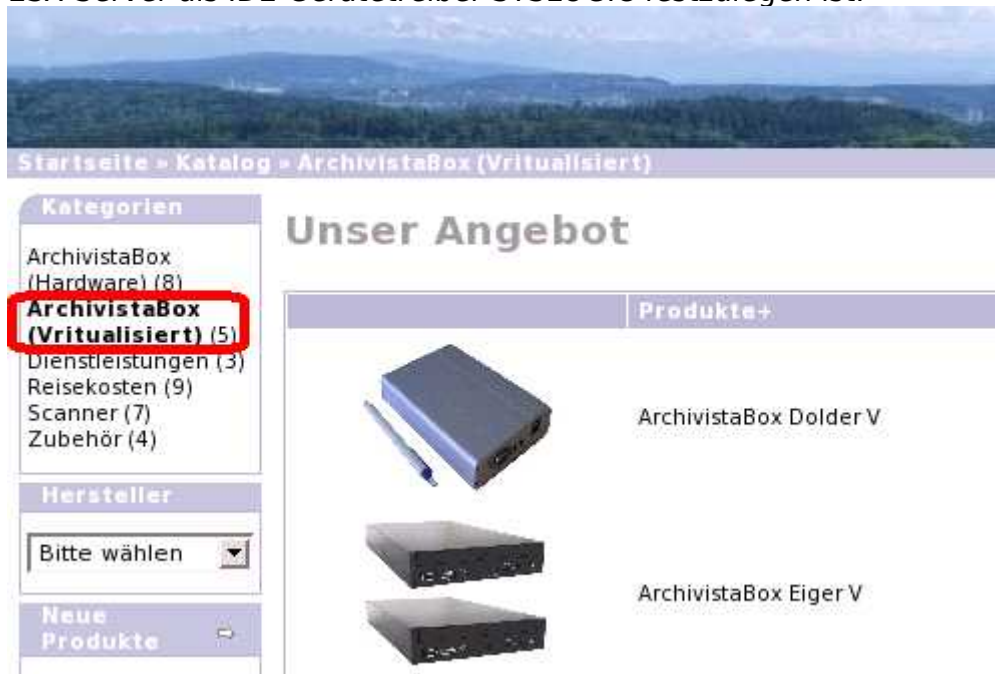 Startseite » Katalog » ArchivistaBox (Vritualisiert)
Kategorien
ArchivistaBox
(Hardware) (8)
ArchivistaBox
(Vritualisiert) (5)
Dienstleistungen (3)
Reisekosten (9)
Scanner (7)
Zubehör (4)
Hersteller
Bitte wählen
Neue
Produkte
Unser Angebot
Produkte+
ArchivistaBox Dolder V
ArchivistaBox Eiger V